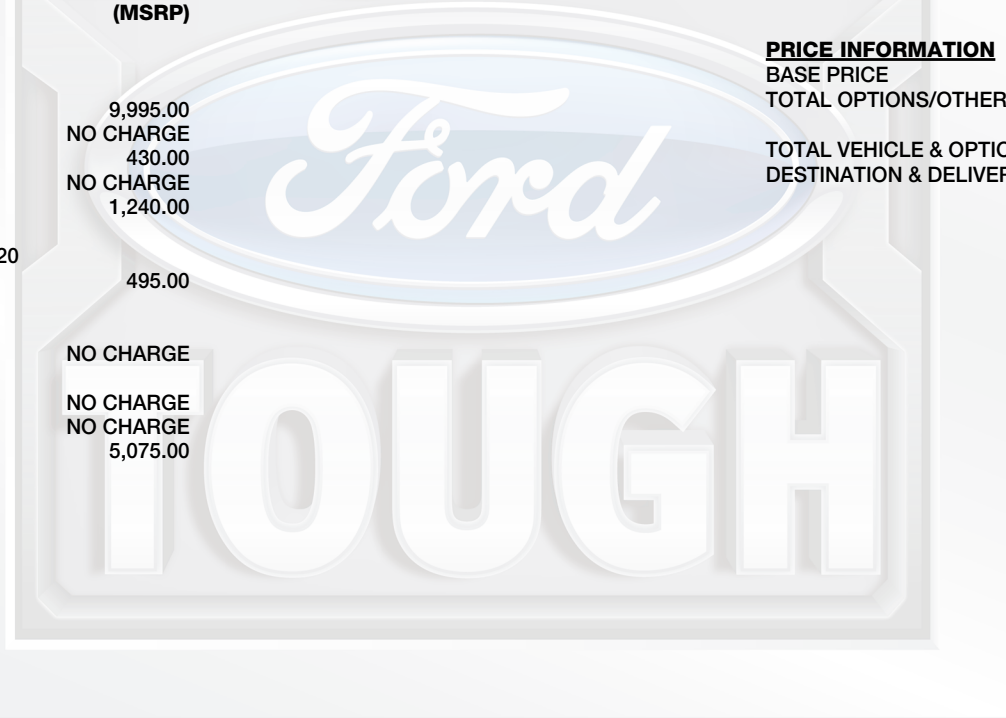 (MSRP)
9,995.00
NO CHARGE
430.00
NO CHARGE
1,240.00
20
495.00
NO CHARGE
NO CHARGE
NO CHARGE
5,075.00
PRICE INFORMATION
BASE PRICE
TOTAL OPTIONS/OTHER
TOTAL VEHICLE & OPTIO
DESTINATION & DELIVER
Ford
TOUGH